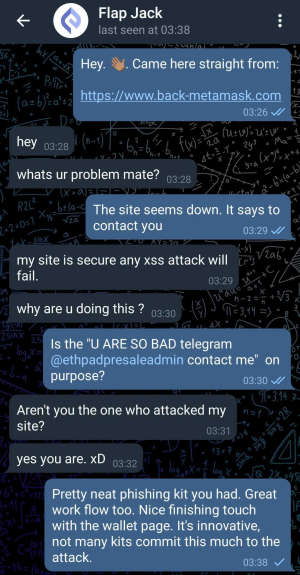 Flap Jack
last seen at 03:38
Hey. 👋🏽. Came here straight from:
https://www.back-metamask.com
03:26
hey 03:28
whats ur problem mate? 03:28
The site seems down. It says to
contact you 03:29
my site is secure any xss attack will
fail. 03:29
why are u doing this ? 03:30
Is the "U ARE SO BAD telegram
@ethpadpresaleadmin contact me" on
purpose? 03:30
Aren't you the one who attacked my
site? 03:31
yes you are. xD 03:32
Pretty neat phishing kit you had. Great
work flow too. Nice finishing touch
with the wallet page. It's innovative,
not many kits commit this much to the
attack. 03:38